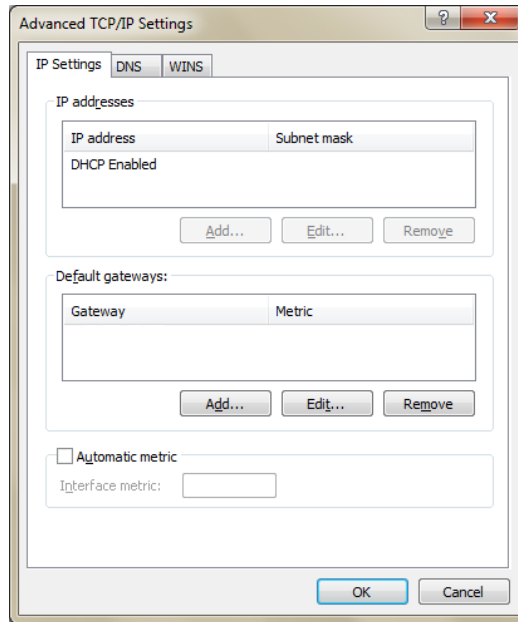 Advanced TCP/IP Settings
IP Settings DNS WINS
IP addresses
IP address Subnet mask
DHCP Enabled
Add... Edit... Remove
Default gateways:
Gateway Metric
Add... Edit... Remove
Automatic metric
Interface metric:
OK Cancel